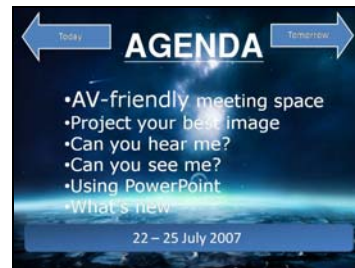 Today
AGENDA
Tomorrow
•AV-friendly meeting space
•Project your best image
•Can you hear me?
•Can you see me?
•Using PowerPoint
•What's new
22 – 25 July 2007